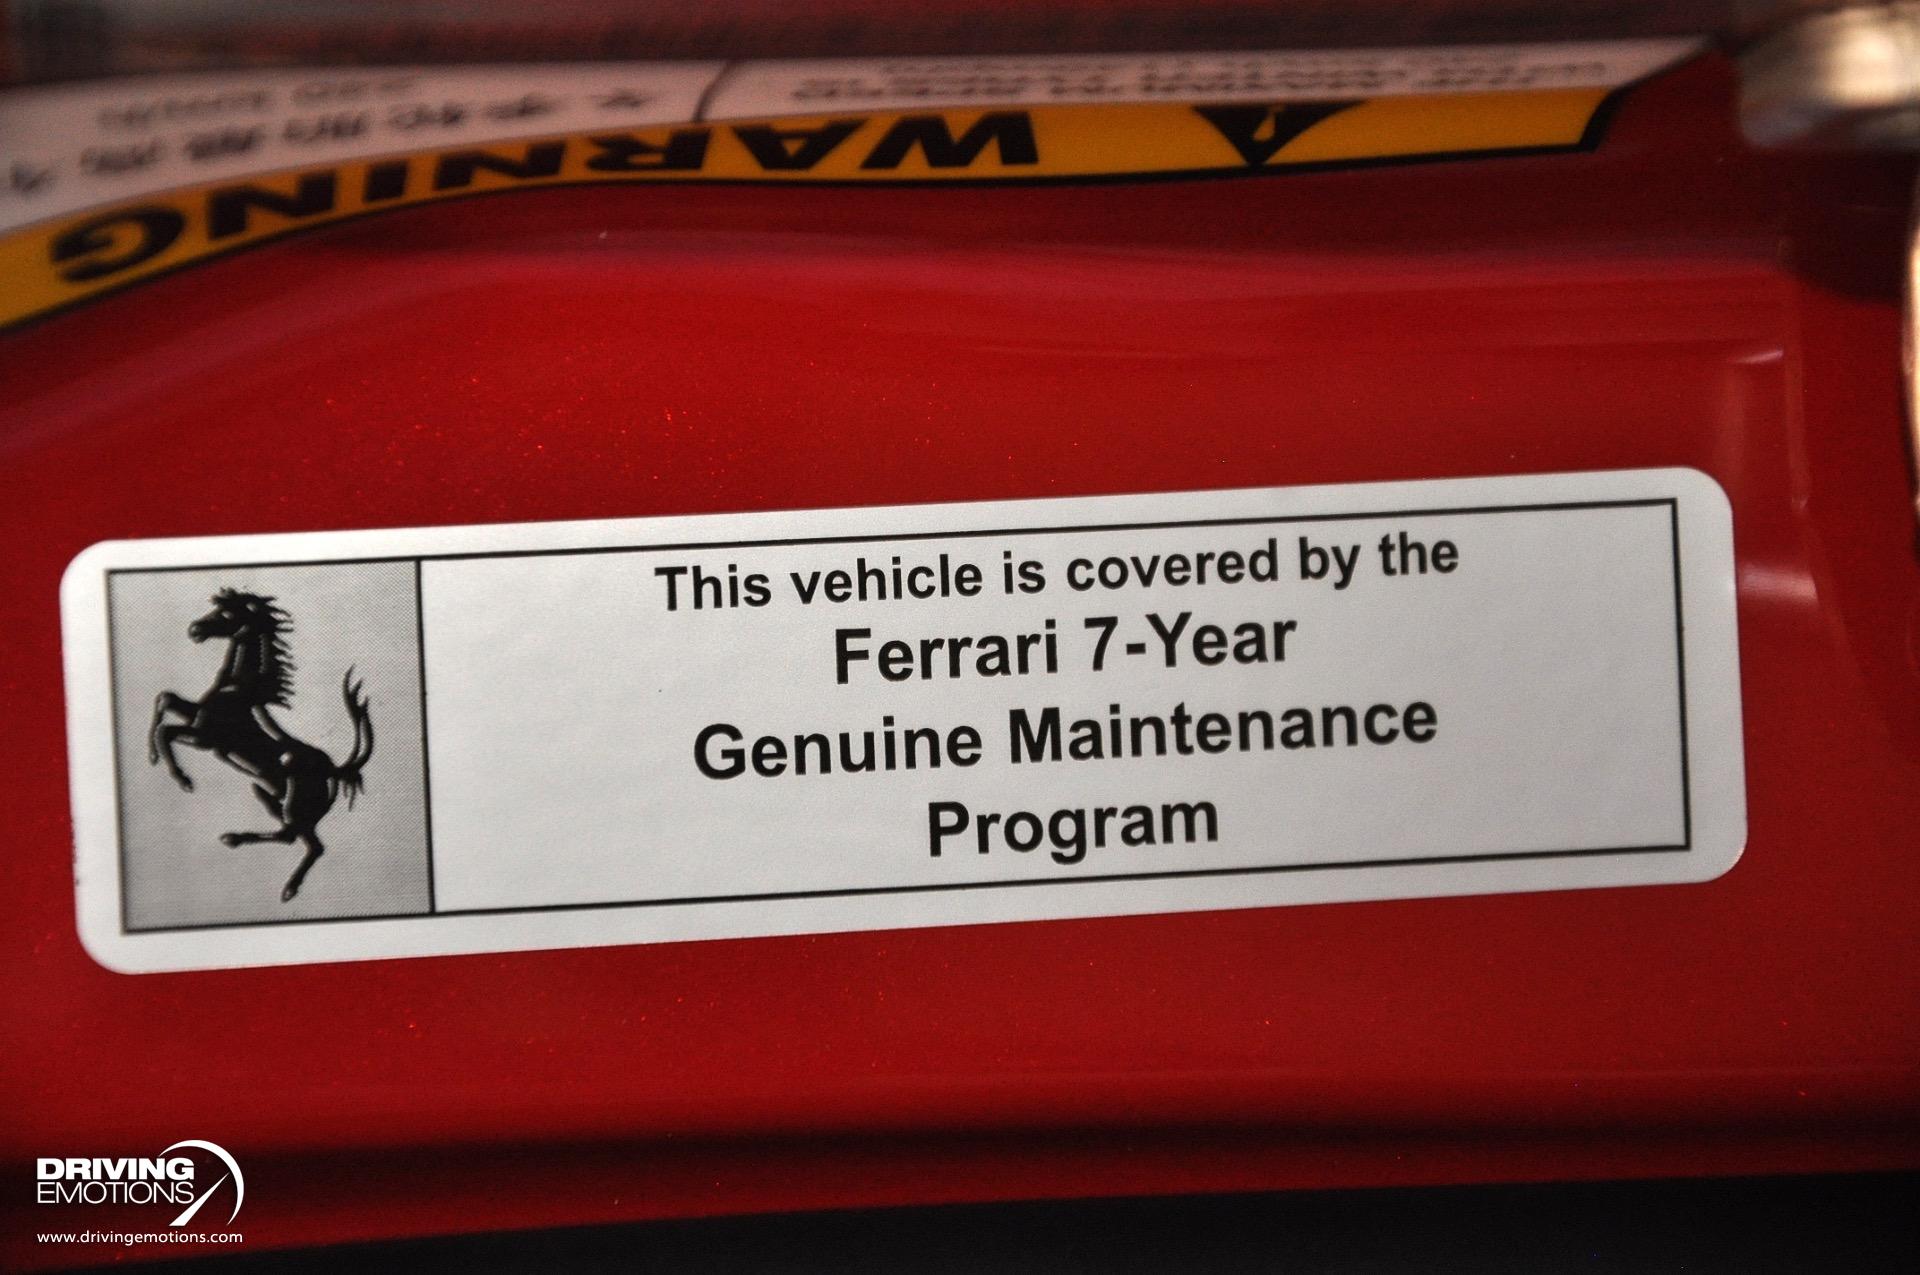 WARNING
This vehicle is covered by the
Ferrari 7-Year
Genuine Maintenance
Program
DRIVING
EMOTIONS
www.drivingemotions.com